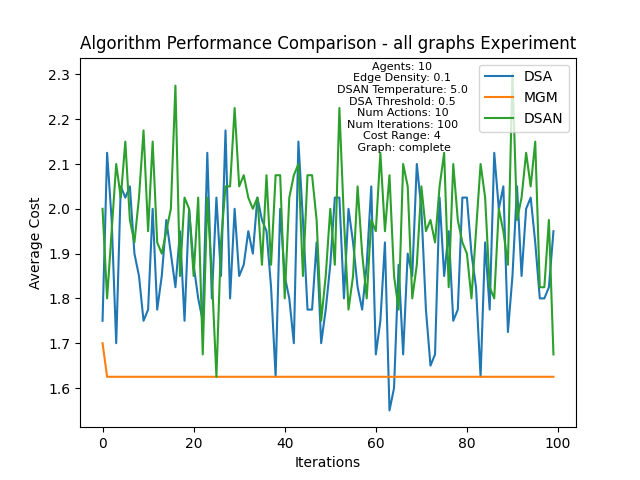 Algorithm Performance Comparison - all graphs Experiment
Agents: 10
Edge Density: 0.1
DSAN Temperature: 5.0
DSA Threshold: 0.5
Num Actions: 10
Num Iterations: 100
Cost Range: 4
Graph: complete
DSA
MGM
DSAN
2.3
2.2
2.1
2.0
1.9
1.8
1.7
1.6
Average Cost
0
20
40
60
80
100
Iterations